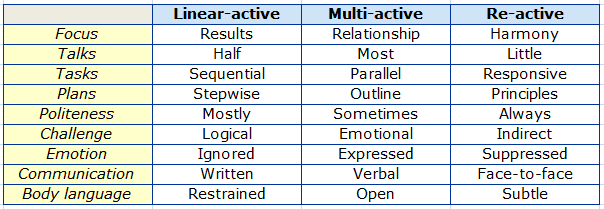 Linear-active Multi-active Re-active
Focus Results Relationship Harmony
Talks Half Most Little
Tasks Sequential Parallel Responsive
Plans Stepwise Outline Principles
Politeness Mostly Sometimes Always
Challenge Logical Emotional Indirect
Emotion Ignored Expressed Suppressed
Communication Written Verbal Face-to-face
Body language Restrained Open Subtle